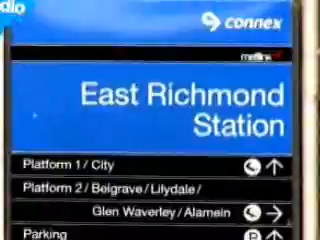 dio
connex
metlink
East Richmond
Station
Platform 1 / City
Platform 2 / Belgrave / Lilydale /
Glen Waverley / Alamein
Parking